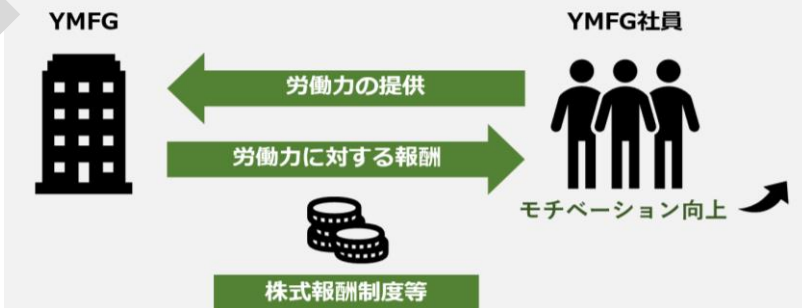 YMFG
YMFG社員
労働力の提供
労働力に対する報酬
モチベーション向上
株式報酬制度等